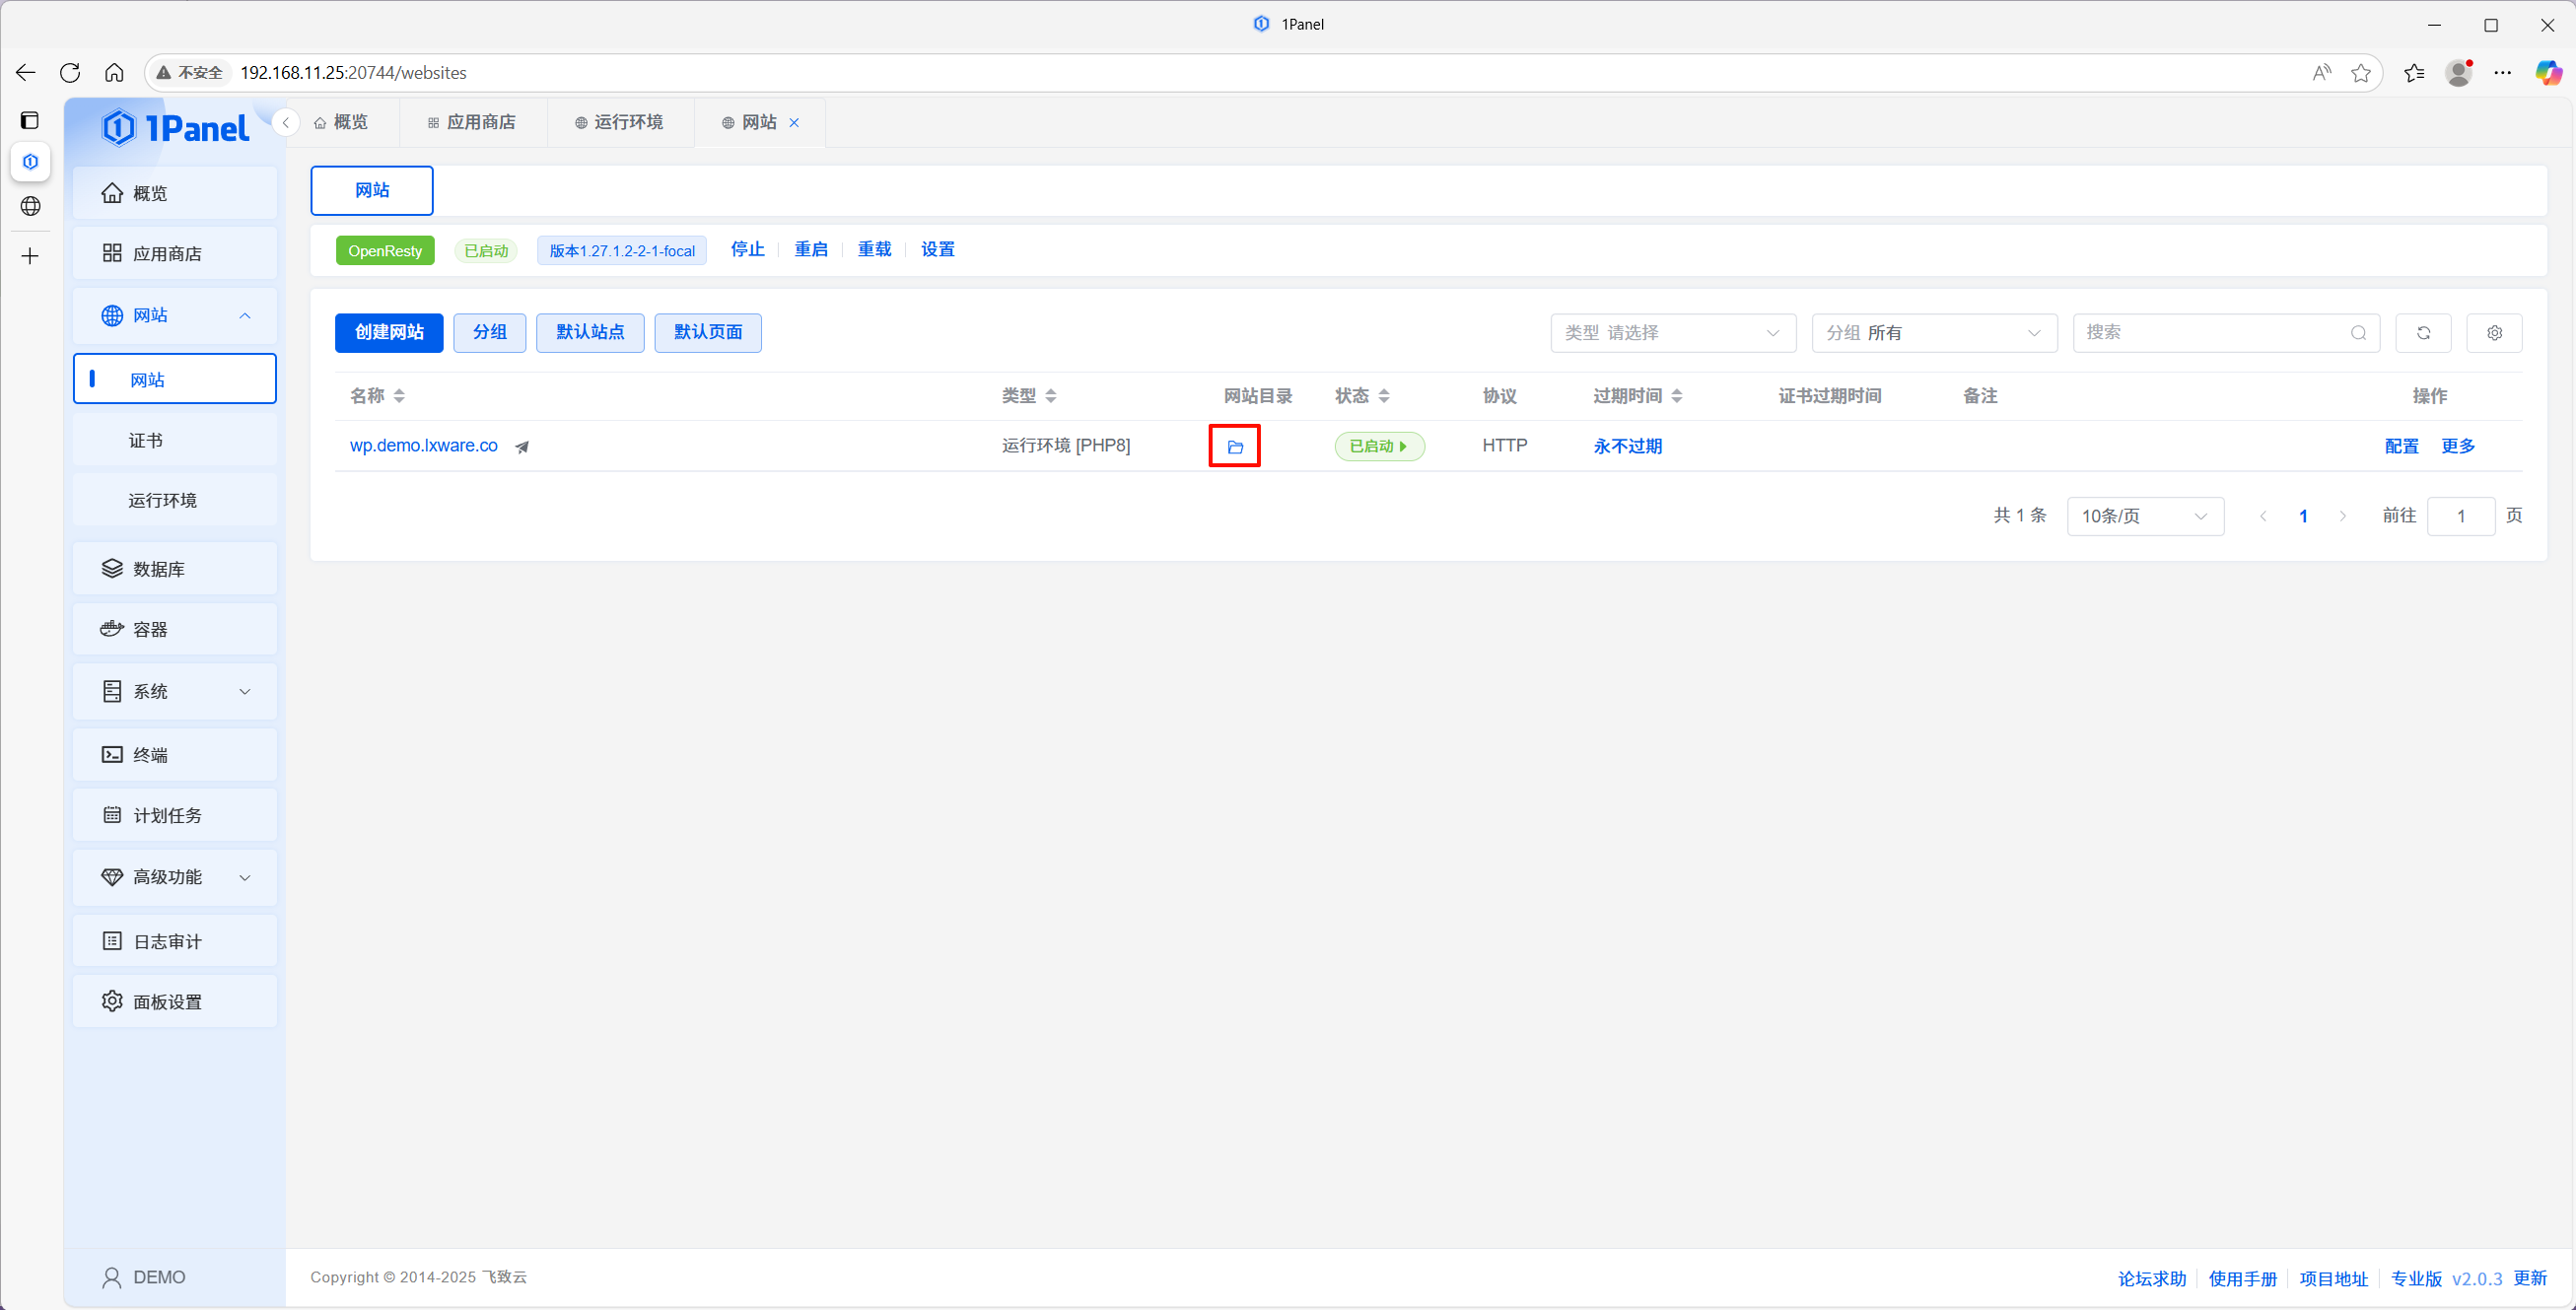 1Panel
不安全 192.168.11.25:20744/websites
1Panel
概览 应用商店 运行环境 网站
概览
应用商店
网站
网站
证书
运行环境
数据库
容器
系统
终端
计划任务
高级功能
日志审计
面板设置
DEMO
网站
OpenResty 已启动 版本1.27.1.2-2-1-focal 停止 重启 重载 设置
创建网站 分组 默认站点 默认页面 类型 请选择 分组 所有 搜索
名称 类型 网站目录 状态 协议 过期时间 证书过期时间 备注 操作
wp.demo.lxware.co 运行环境 [PHP8] 已启动 HTTP 永不过期 配置 更多
共 1 条 10条/页 1 前往 1 页
Copyright © 2014-2025 飞致云 论坛求助 使用手册 项目地址 专业版 v2.0.3 更新